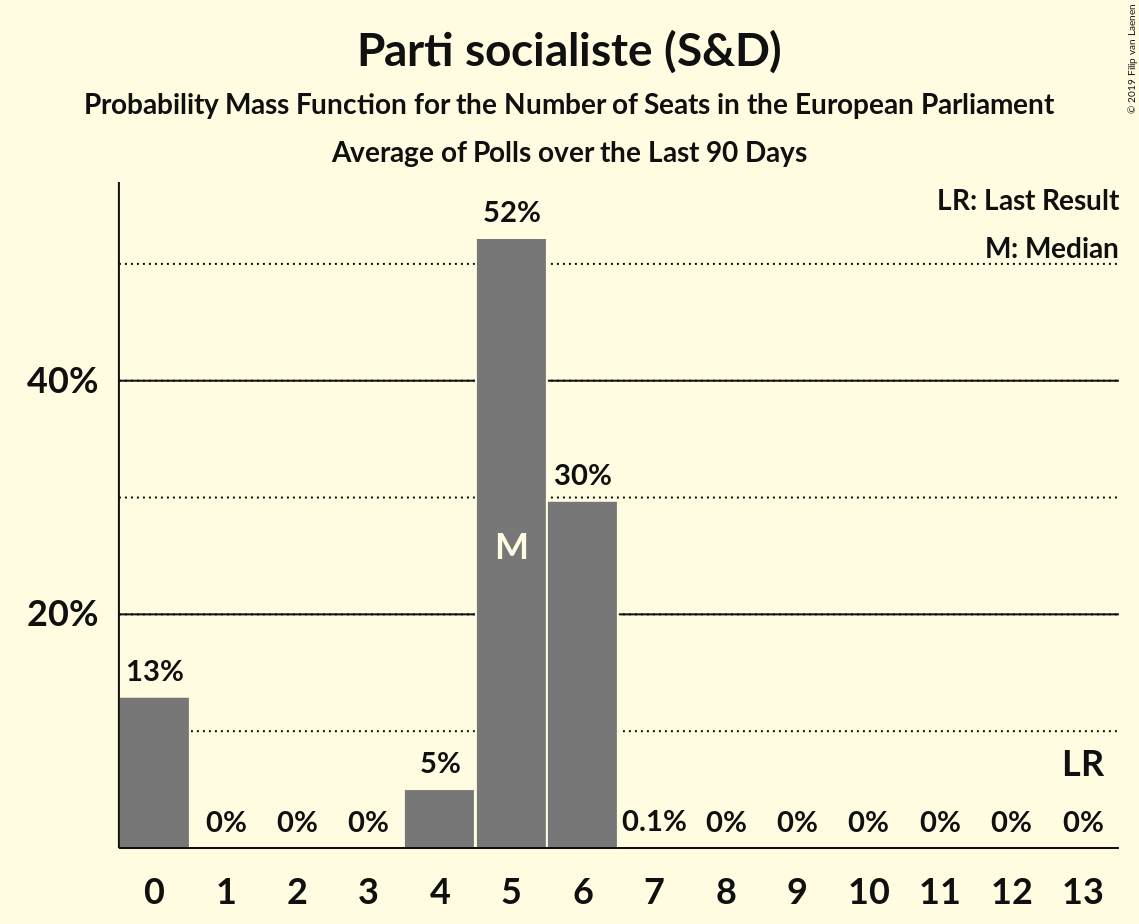 Parti socialiste (S&D)
Probability Mass Function for the Number of Seats in the European Parliament
Average of Polls over the Last 90 Days
© 2019 Filip van Laenen
LR: Last Result
M: Median
52%
40%
30%
M
20%
13%
5%
LR
0% 0% 0% 0.1% 0% 0% 0% 0% 0% 0%
0 1 2 3 4 5 6 7 8 9 10 11 12 13